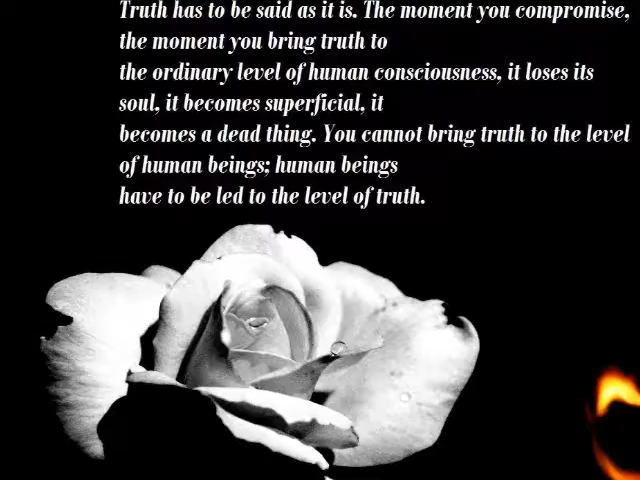 Truth has to be said as it is. The moment you compromise,
the moment you bring truth to
the ordinary level of human consciousness, it loses its
soul, it becomes superficial, it
becomes a dead thing. You cannot bring truth to the level
of human beings; human beings
have to be led to the level of truth.